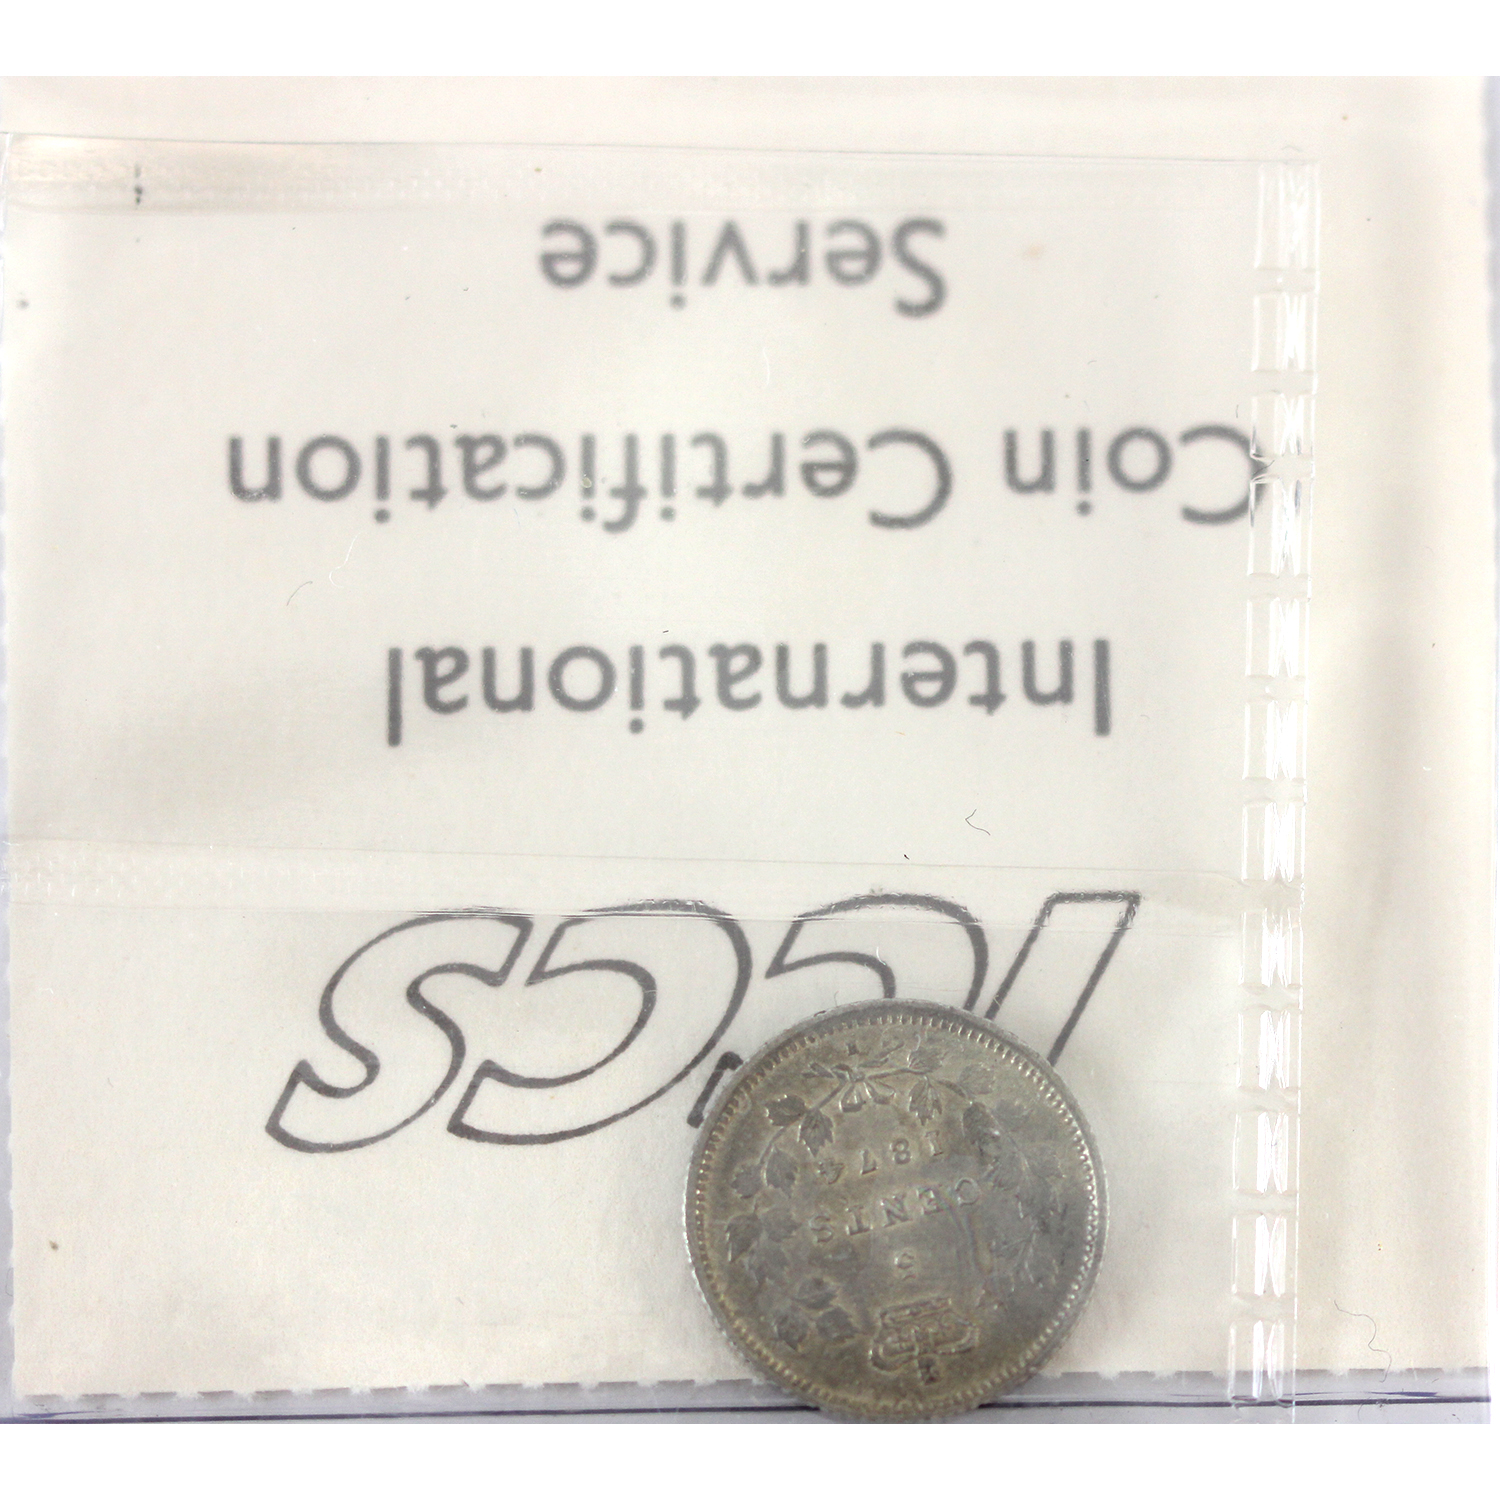 ICCS
International
Coin Certification
Service
5
CENTS
1874